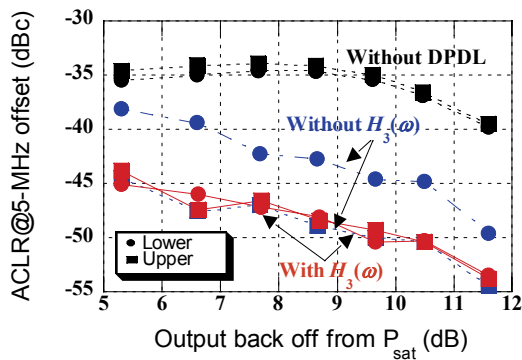 ACLR@5-MHz offset (dBc)
-30
-35
-40
-45
-50
-55
Without DPDL
Without H₃(ω)
With H₃(ω)
Lower
Upper
5 6 7 8 9 10 11 12
Output back off from Pₛₐₜ (dB)